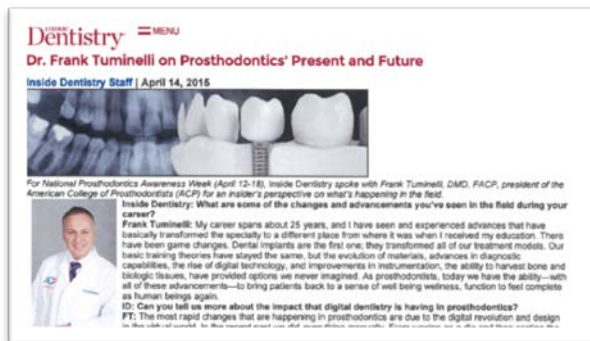 Dentistry
MENU
Dr. Frank Tuminelli on Prosthodontics' Present and Future
Inside Dentistry Staff | April 14, 2015
For National Prosthodontics Awareness Week (April 12-18), Inside Dentistry spoke with Frank Tuminelli, DMD, FACP, president of the
American College of Prosthodontists (ACP) for an insider's perspective on what's happening in the field.
Inside Dentistry: What are some of the changes and advancements you've seen in the field during your
career?
Frank Tuminelli: My career spans about 25 years, and I have seen and experienced advances that have
basically transformed the specialty to a different place from where it was when I received my education. There
have been game changes. Dental implants are the first one; they transformed all of our treatment models. Our
basic training theories have stayed the same, but the evolution of materials, advances in diagnostic
capabilities, the rise of digital technology, and improvements in instrumentation, the ability to harvest bone and
biologic tissues, have provided options we never imagined. As prosthodontists, today we have the ability—with
all of these advancements—to bring patients back to a sense of well being wellness, function to feel complete
as human beings again.
ID: Can you tell us more about the impact that digital dentistry is having in prosthodontics?
FT: The most rapid changes that are happening in prosthodontics are due to the digital revolution and design